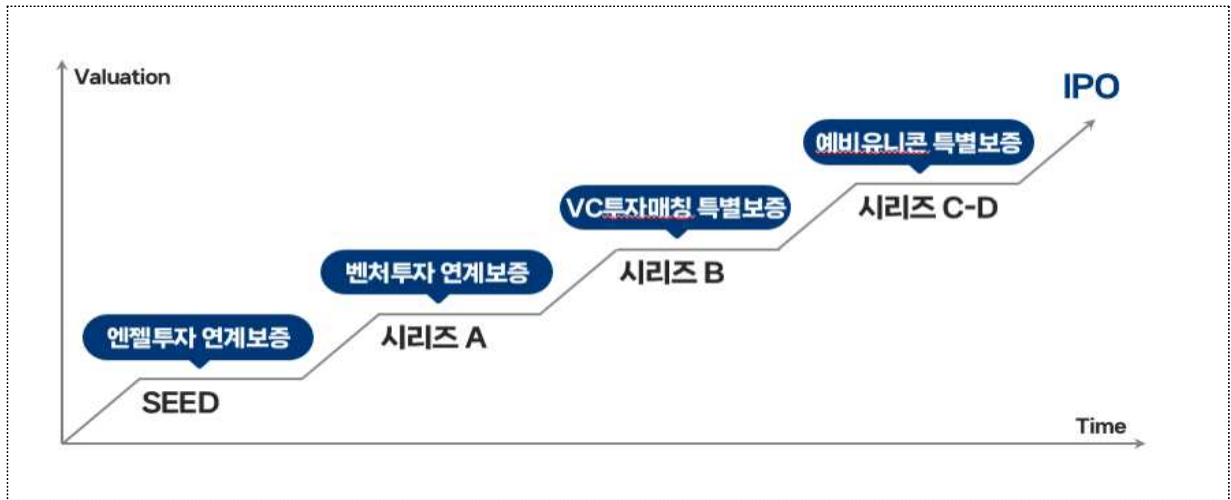 Valuation
IPO
예비유니콘 특별보증
시리즈 C-D
VC투자매칭 특별보증
시리즈 B
벤처투자 연계보증
시리즈 A
엔젤투자 연계보증
SEED
Time